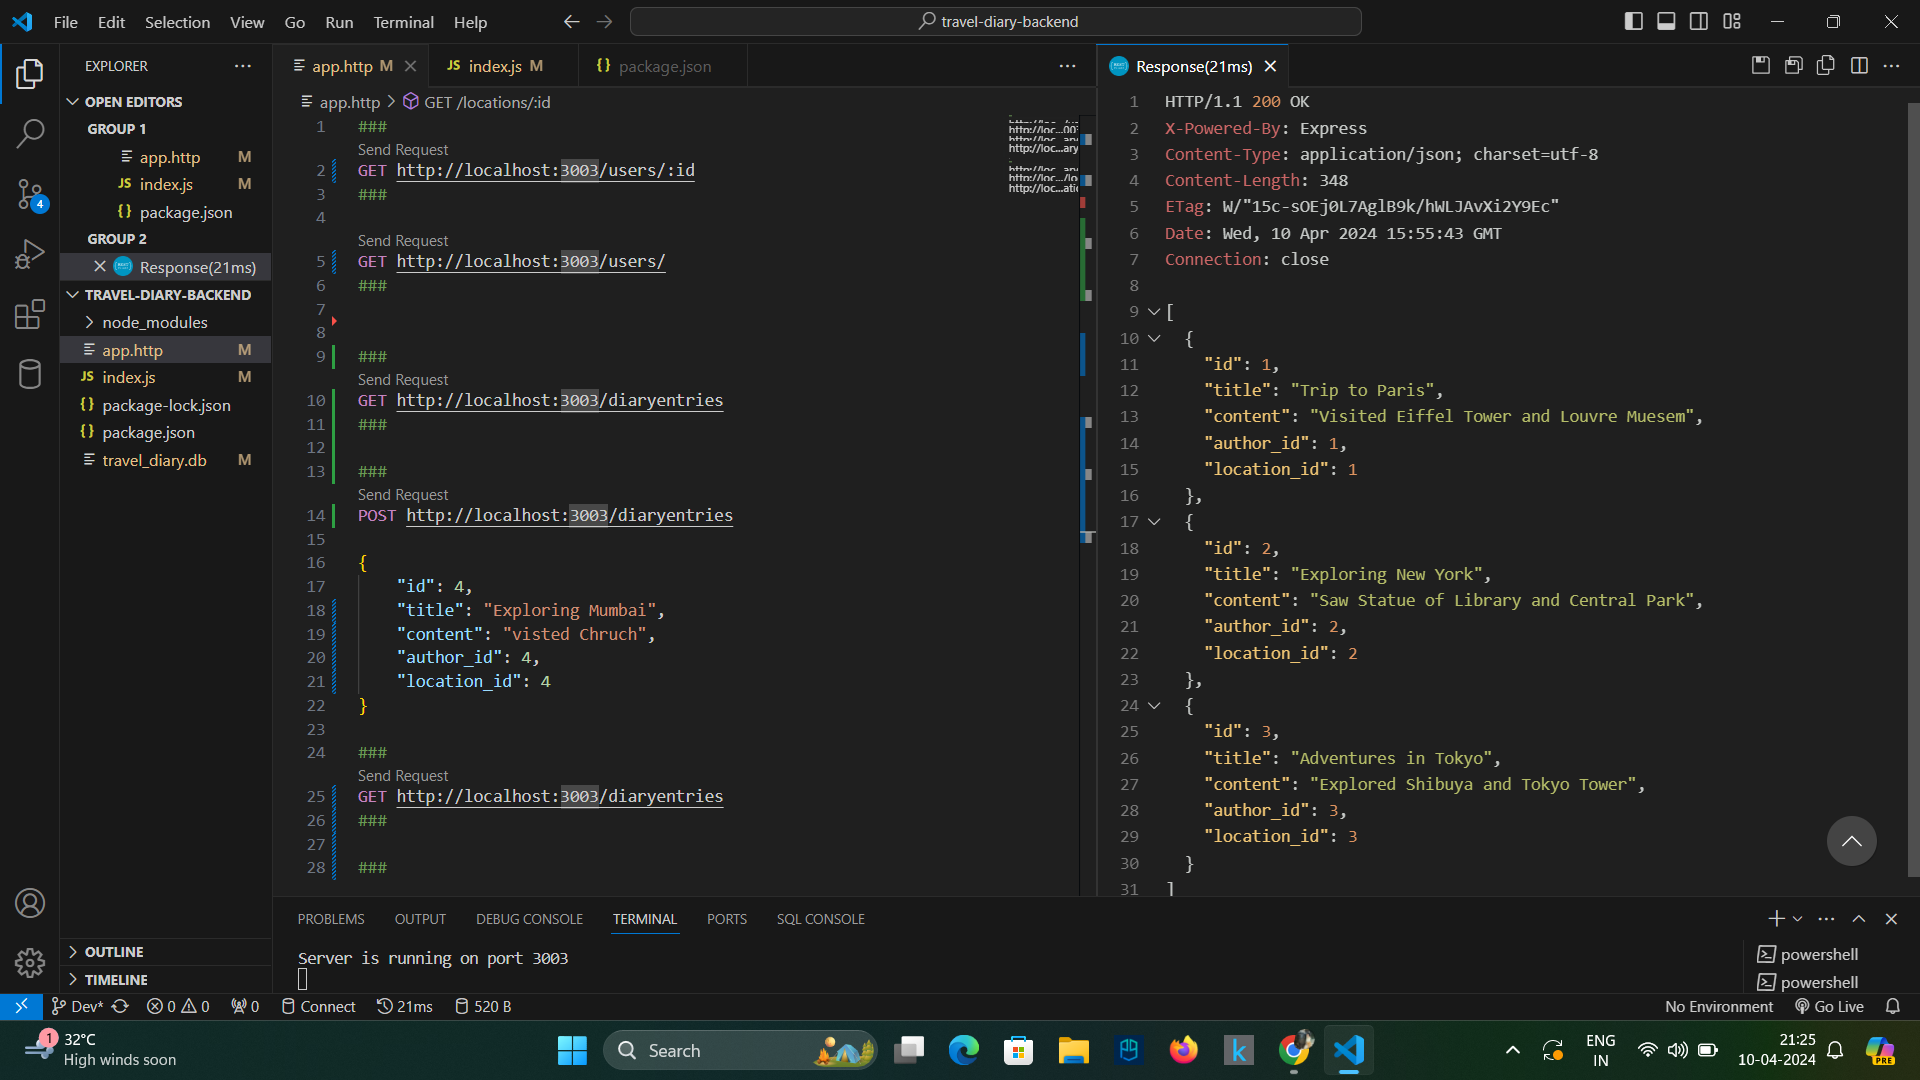 File Edit Selection View Go Run Terminal Help
travel-diary-backend
EXPLORER
OPEN EDITORS
GROUP 1
app.http M
JS index.js M
{} package.json
GROUP 2
Response(21ms)
TRAVEL-DIARY-BACKEND
node_modules
app.http M
JS index.js M
{} package-lock.json
{} package.json
travel_diary.db M
OUTLINE
TIMELINE
4
app.http M
JS index.js M
{} package.json
app.http > GET /locations/:id
1 ###
Send Request
2 GET http://localhost:3003/users/:id
3 ###
4
Send Request
5 GET http://localhost:3003/users/
6 ###
7
8
9 ###
Send Request
10 GET http://localhost:3003/diaryentries
11 ###
12
13 ###
Send Request
14 POST http://localhost:3003/diaryentries
15
16 {
17 "id": 4,
18 "title": "Exploring Mumbai",
19 "content": "visted Chruch",
20 "author_id": 4,
21 "location_id": 4
22 }
23
24 ###
Send Request
25 GET http://localhost:3003/diaryentries
26 ###
27
28 ###
Response(21ms)
1 HTTP/1.1 200 OK
2 X-Powered-By: Express
3 Content-Type: application/json; charset=utf-8
4 Content-Length: 348
5 ETag: W/"15c-sOEj0L7AglB9k/hWLJAvXi2Y9Ec"
6 Date: Wed, 10 Apr 2024 15:55:43 GMT
7 Connection: close
8
9 [
10 {
11 "id": 1,
12 "title": "Trip to Paris",
13 "content": "Visited Eiffel Tower and Louvre Muesem",
14 "author_id": 1,
15 "location_id": 1
16 },
17 {
18 "id": 2,
19 "title": "Exploring New York",
20 "content": "Saw Statue of Library and Central Park",
21 "author_id": 2,
22 "location_id": 2
23 },
24 {
25 "id": 3,
26 "title": "Adventures in Tokyo",
27 "content": "Explored Shibuya and Tokyo Tower",
28 "author_id": 3,
29 "location_id": 3
30 }
31 ]
PROBLEMS OUTPUT DEBUG CONSOLE TERMINAL PORTS SQL CONSOLE
Server is running on port 3003
powershell
powershell
Dev* 0 0 0 Connect 21ms 520 B
No Environment Go Live
1
32°C
High winds soon
Search
ENG
IN
21:25
10-04-2024
PRE